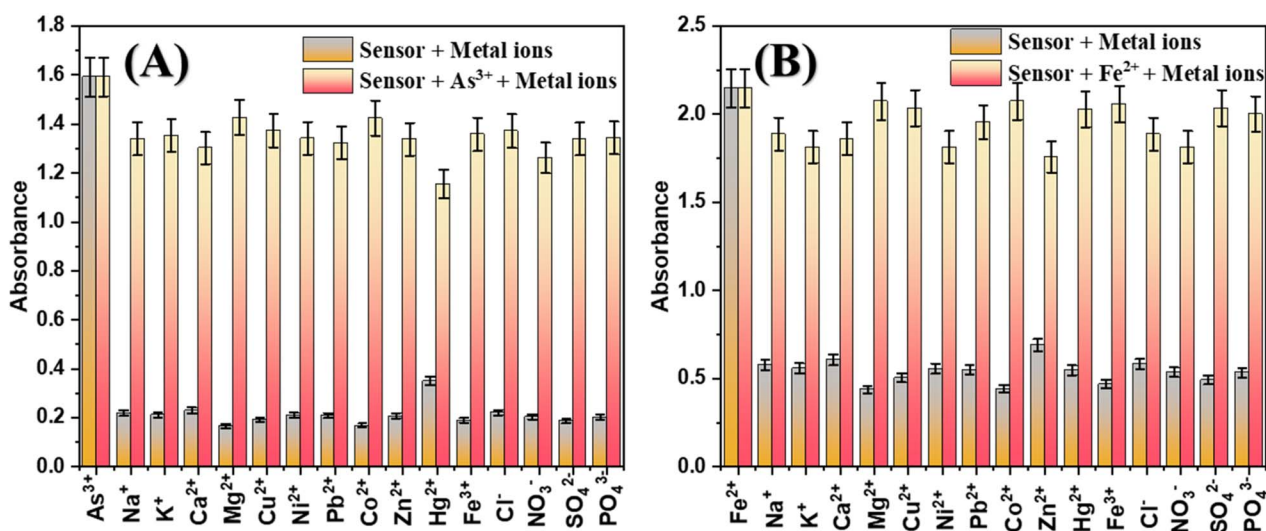 (A)
Sensor + Metal ions
Sensor + As³⁺ + Metal ions
Absorbance
1.8
1.6
1.4
1.2
1.0
0.8
0.6
0.4
0.2
0.0
As³⁺ Na⁺ K⁺ Ca²⁺ Mg²⁺ Cu²⁺ Ni²⁺ Pb²⁺ Co²⁺ Zn²⁺ Hg²⁺ Fe³⁺ Cl⁻ NO₃⁻ SO₄²⁻ PO₄³⁻
(B)
Sensor + Metal ions
Sensor + Fe²⁺ + Metal ions
Absorbance
2.5
2.0
1.5
1.0
0.5
0.0
Fe²⁺ Na⁺ K⁺ Ca²⁺ Mg²⁺ Cu²⁺ Ni²⁺ Pb²⁺ Co²⁺ Zn²⁺ Hg²⁺ Fe³⁺ Cl⁻ NO₃⁻ SO₄²⁻ PO₄³⁻